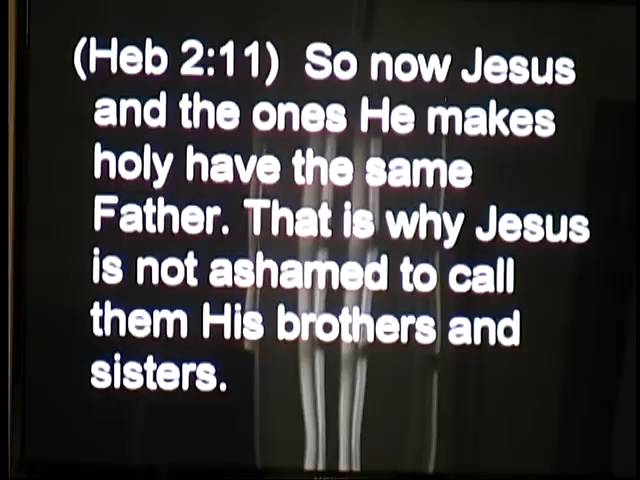 (Heb 2:11)  So now Jesus
and the ones He makes
holy have the same
Father. That is why Jesus
is not ashamed to call
them His brothers and
sisters.